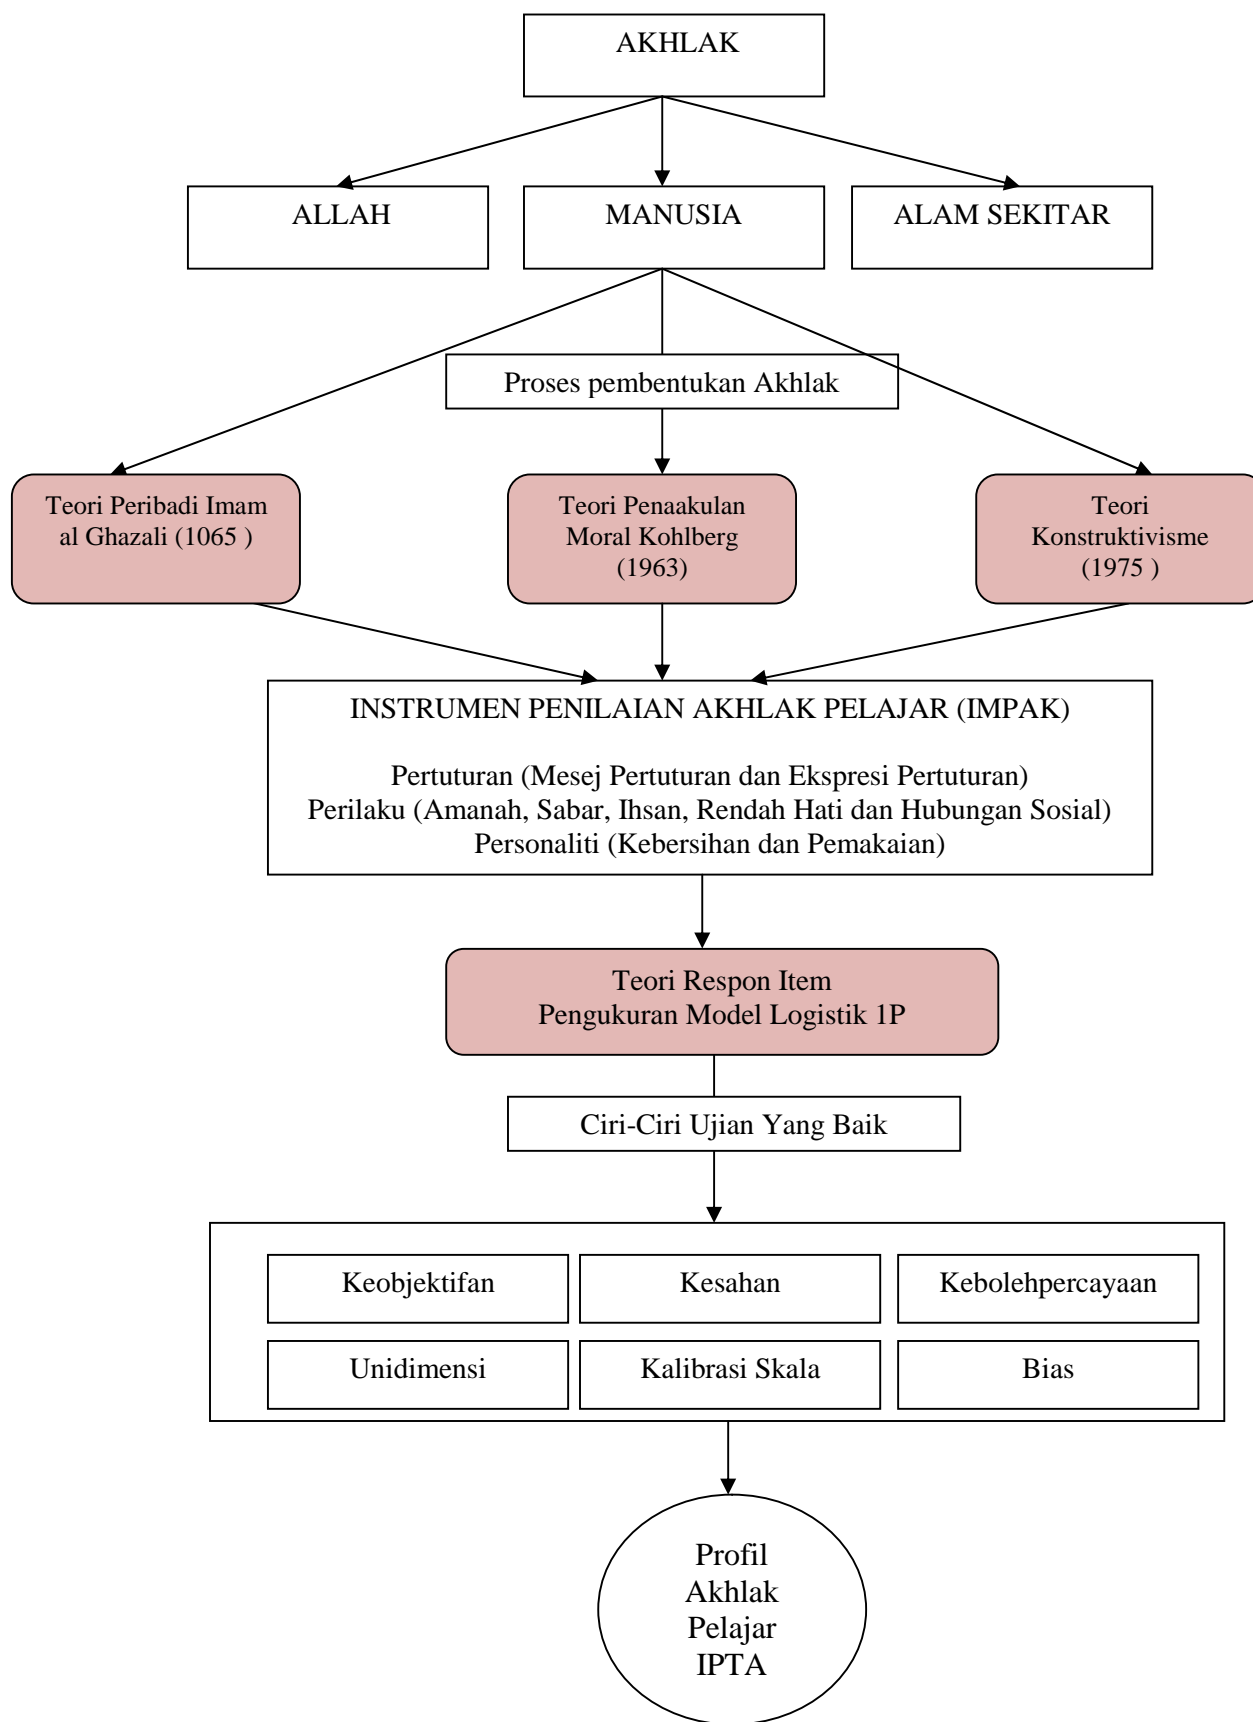 AKHLAK
ALLAH
MANUSIA
ALAM SEKITAR
Proses pembentukan Akhlak
Teori Peribadi Imam
al Ghazali (1065 )
Teori Penaakulan
Moral Kohlberg
(1963)
Teori
Konstruktivisme
(1975 )
INSTRUMEN PENILAIAN AKHLAK PELAJAR (IMPAK)
Pertuturan (Mesej Pertuturan dan Ekspresi Pertuturan)
Perilaku (Amanah, Sabar, Ihsan, Rendah Hati dan Hubungan Sosial)
Personaliti (Kebersihan dan Pemakaian)
Teori Respon Item
Pengukuran Model Logistik 1P
Ciri-Ciri Ujian Yang Baik
Keobjektifan
Kesahan
Kebolehpercayaan
Unidimensi
Kalibrasi Skala
Bias
Profil
Akhlak
Pelajar
IPTA